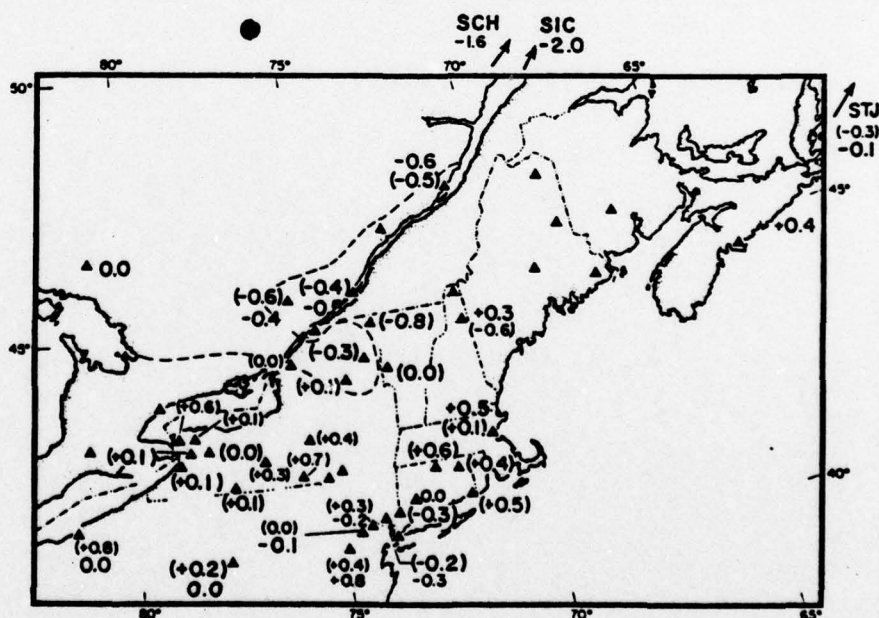 SCH SIC
-1.6 -2.0
80° 75° 70° 65°
50°
STJ
(-0.3)
-0.1
-0.6
(-0.5)
45°
+0.4
0.0
(-0.6) (-0.4)
-0.4 -0.5
(-0.8) +0.3
(-0.6)
45°
(0.0) (-0.3) (0.0)
(+0.1)
(+0.6) +0.5
(+0.1) (+0.1)
(+0.1) (0.0) (+0.4) (+0.6)
(+0.3) (+0.7) (+0.4) 40°
(+0.1) (+0.1) 0.0 (+0.5)
(+0.3) (-0.3)
(0.0) -0.2
-0.1
(+0.8) (+0.2) (+0.4) (-0.2)
0.0 0.0 +0.8 -0.3
80° 75° 70° 65°